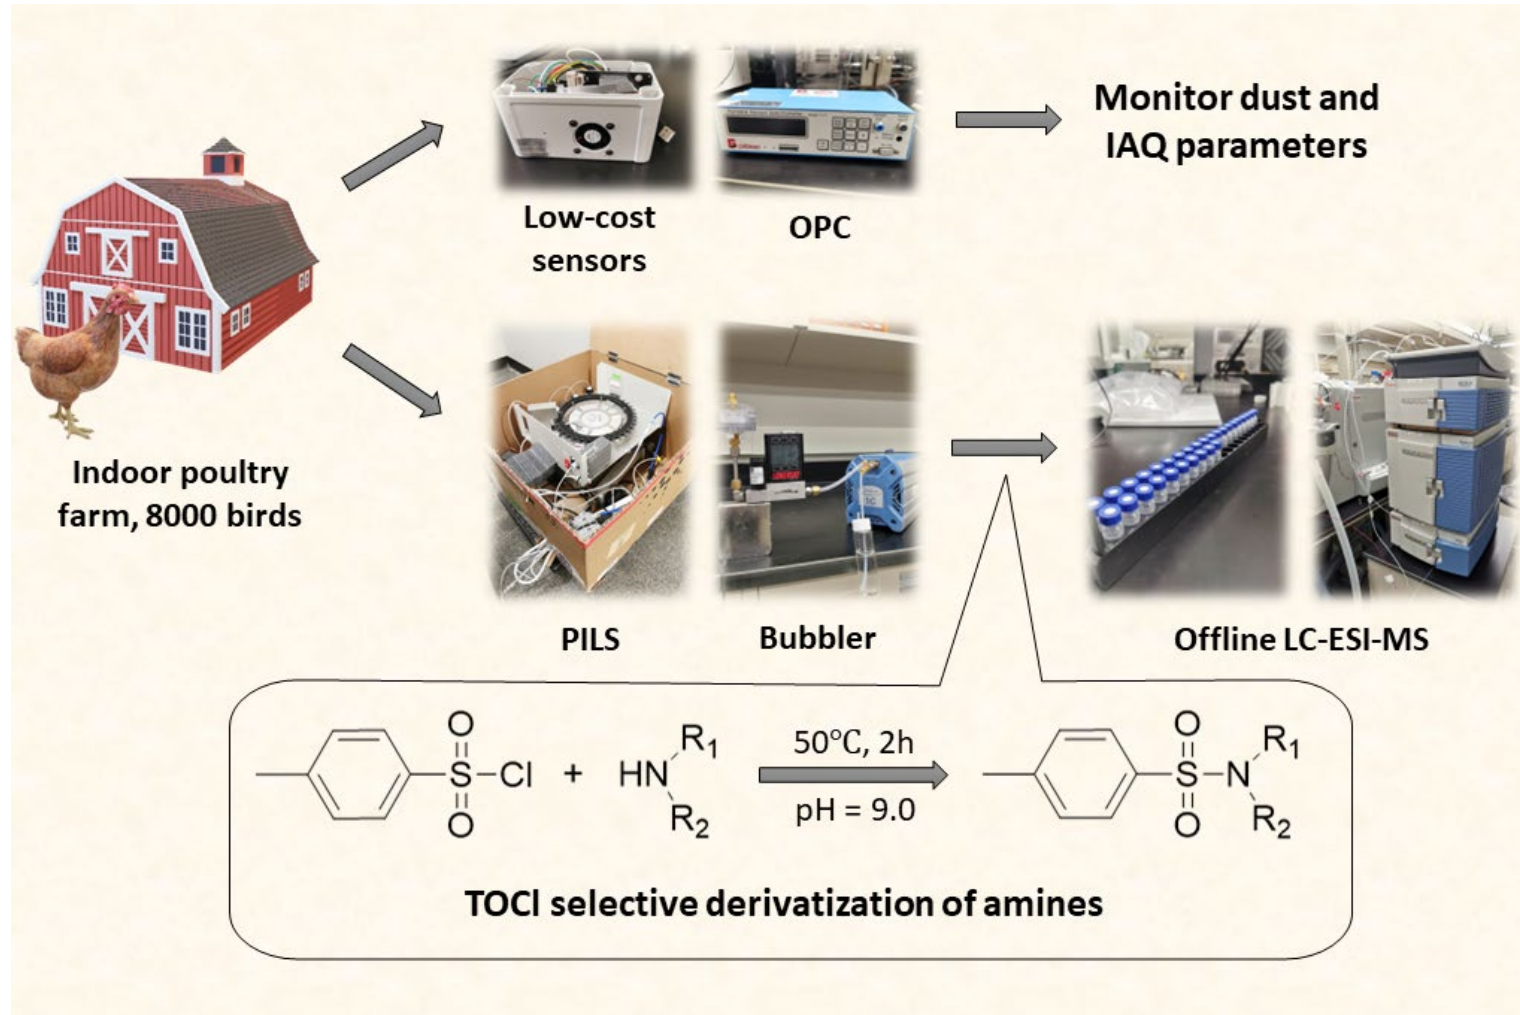 Monitor dust and
IAQ parameters
Low-cost
sensors
OPC
Indoor poultry
farm, 8000 birds
PILS
Bubbler
Offline LC-ESI-MS
O
S
Cl
O
+
HN
R1
R2
50°C, 2h
pH = 9.0
O
S
N
O
R1
R2
TOCl selective derivatization of amines